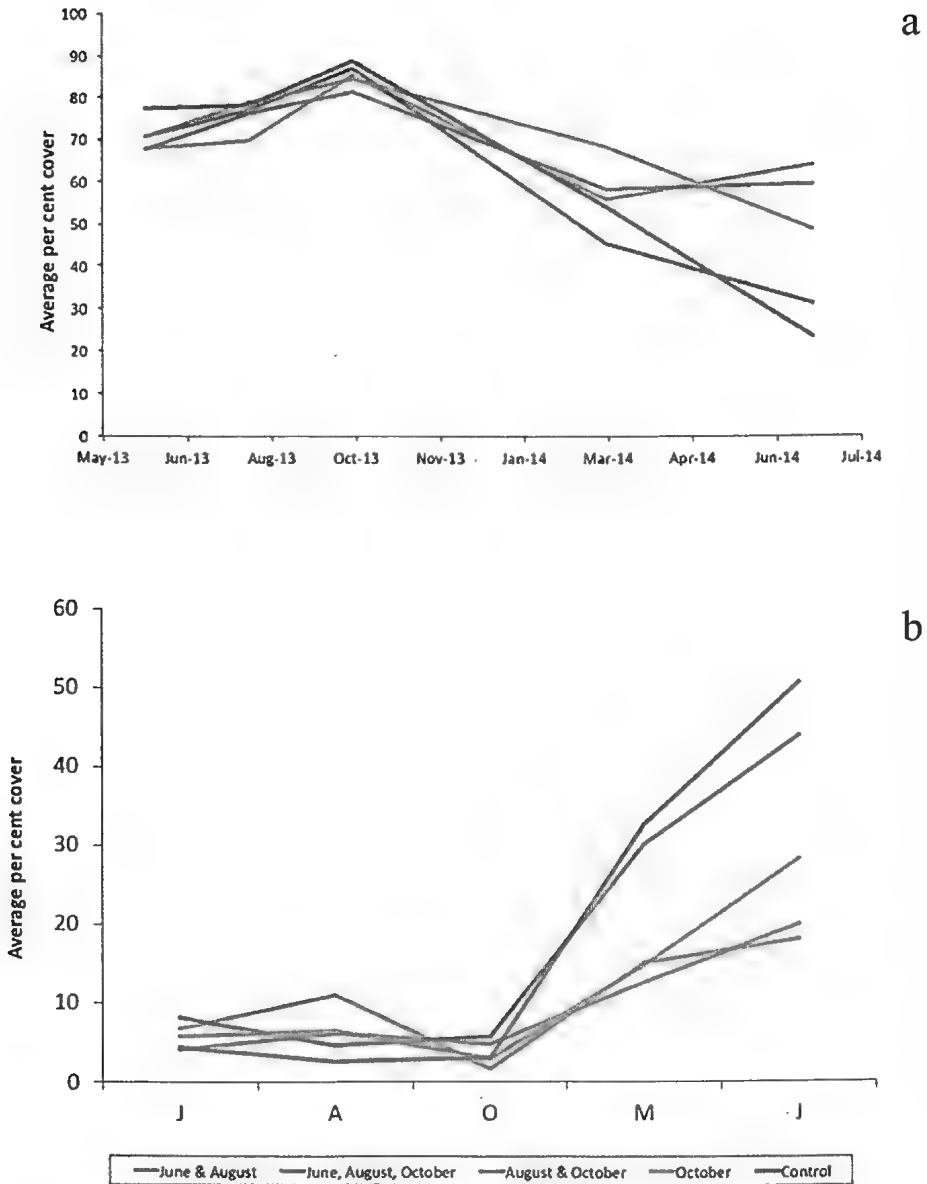 a
100
90
80
70
60
50
40
30
20
10
0
Average per cent cover
May-13 Jun-13 Aug-13 Oct-13 Nov-13 Jan-14 Mar-14 Apr-14 Jun-14 Jul-14
b
60
50
40
30
20
10
0
Average per cent cover
J A O M J
June & August June, August, October August & October October Control